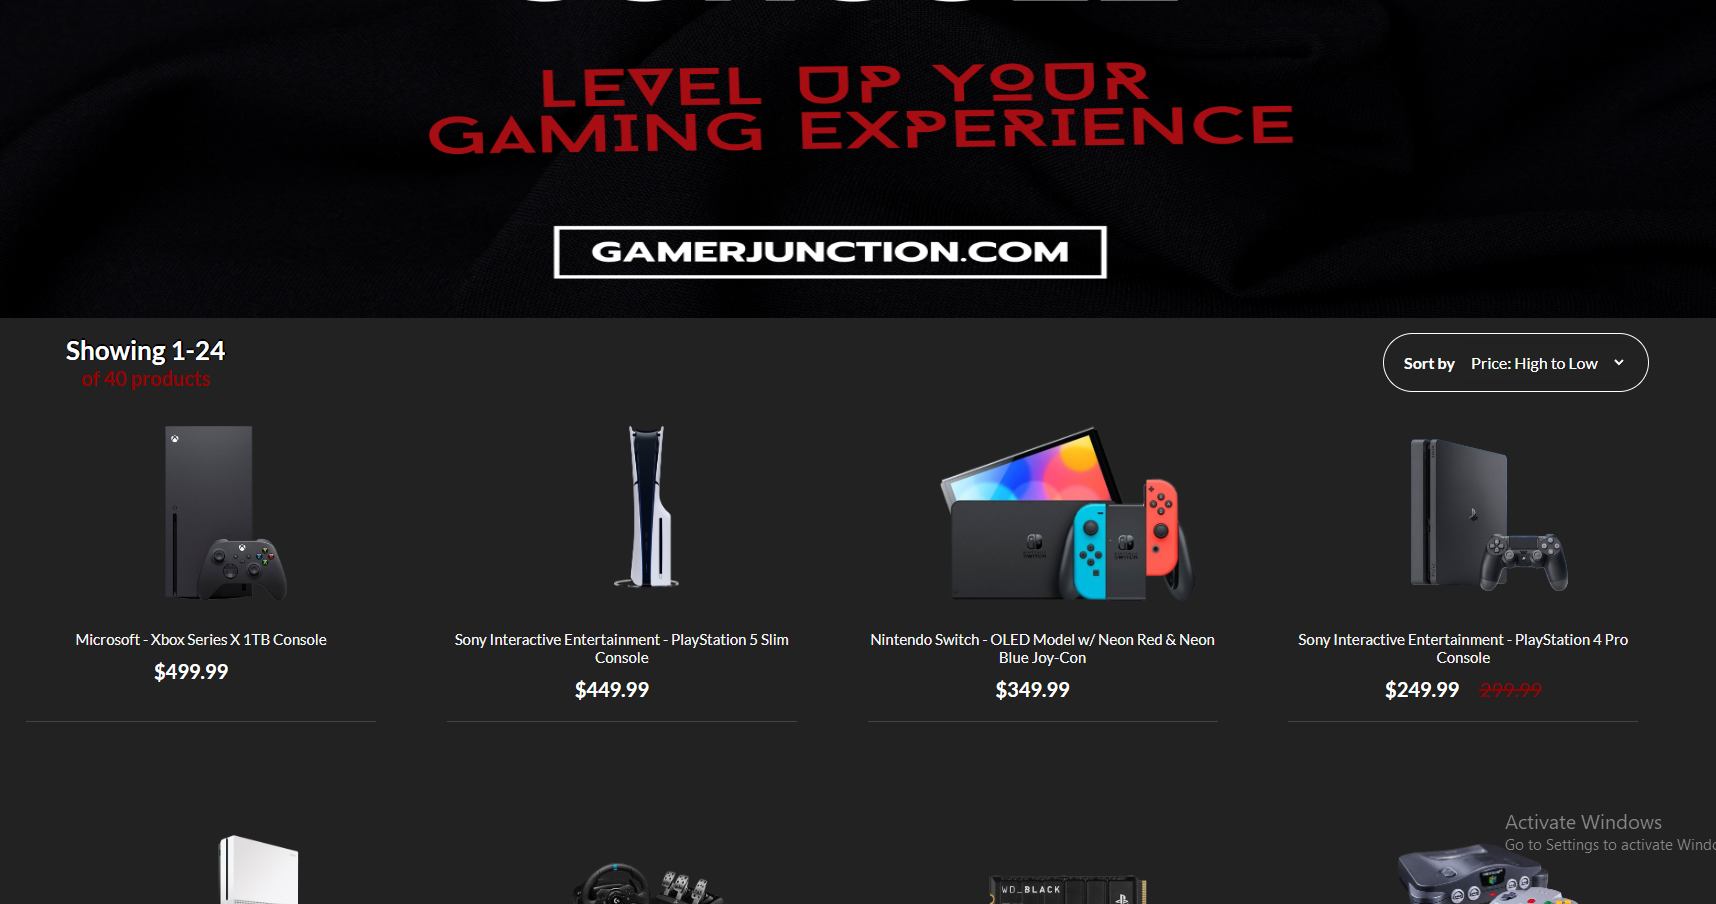 LEVEL UP YOUR
GAMING EXPERIENCE
GAMERJUNCTION.COM
Showing 1-24
of 40 products
Sort by Price: High to Low
Microsoft - Xbox Series X 1TB Console
$499.99
Sony Interactive Entertainment - PlayStation 5 Slim
Console
$449.99
Nintendo Switch - OLED Model w/ Neon Red & Neon
Blue Joy-Con
$349.99
Sony Interactive Entertainment - PlayStation 4 Pro
Console
$249.99 299.99
WD_BLACK
Activate Windows
Go to Settings to activate